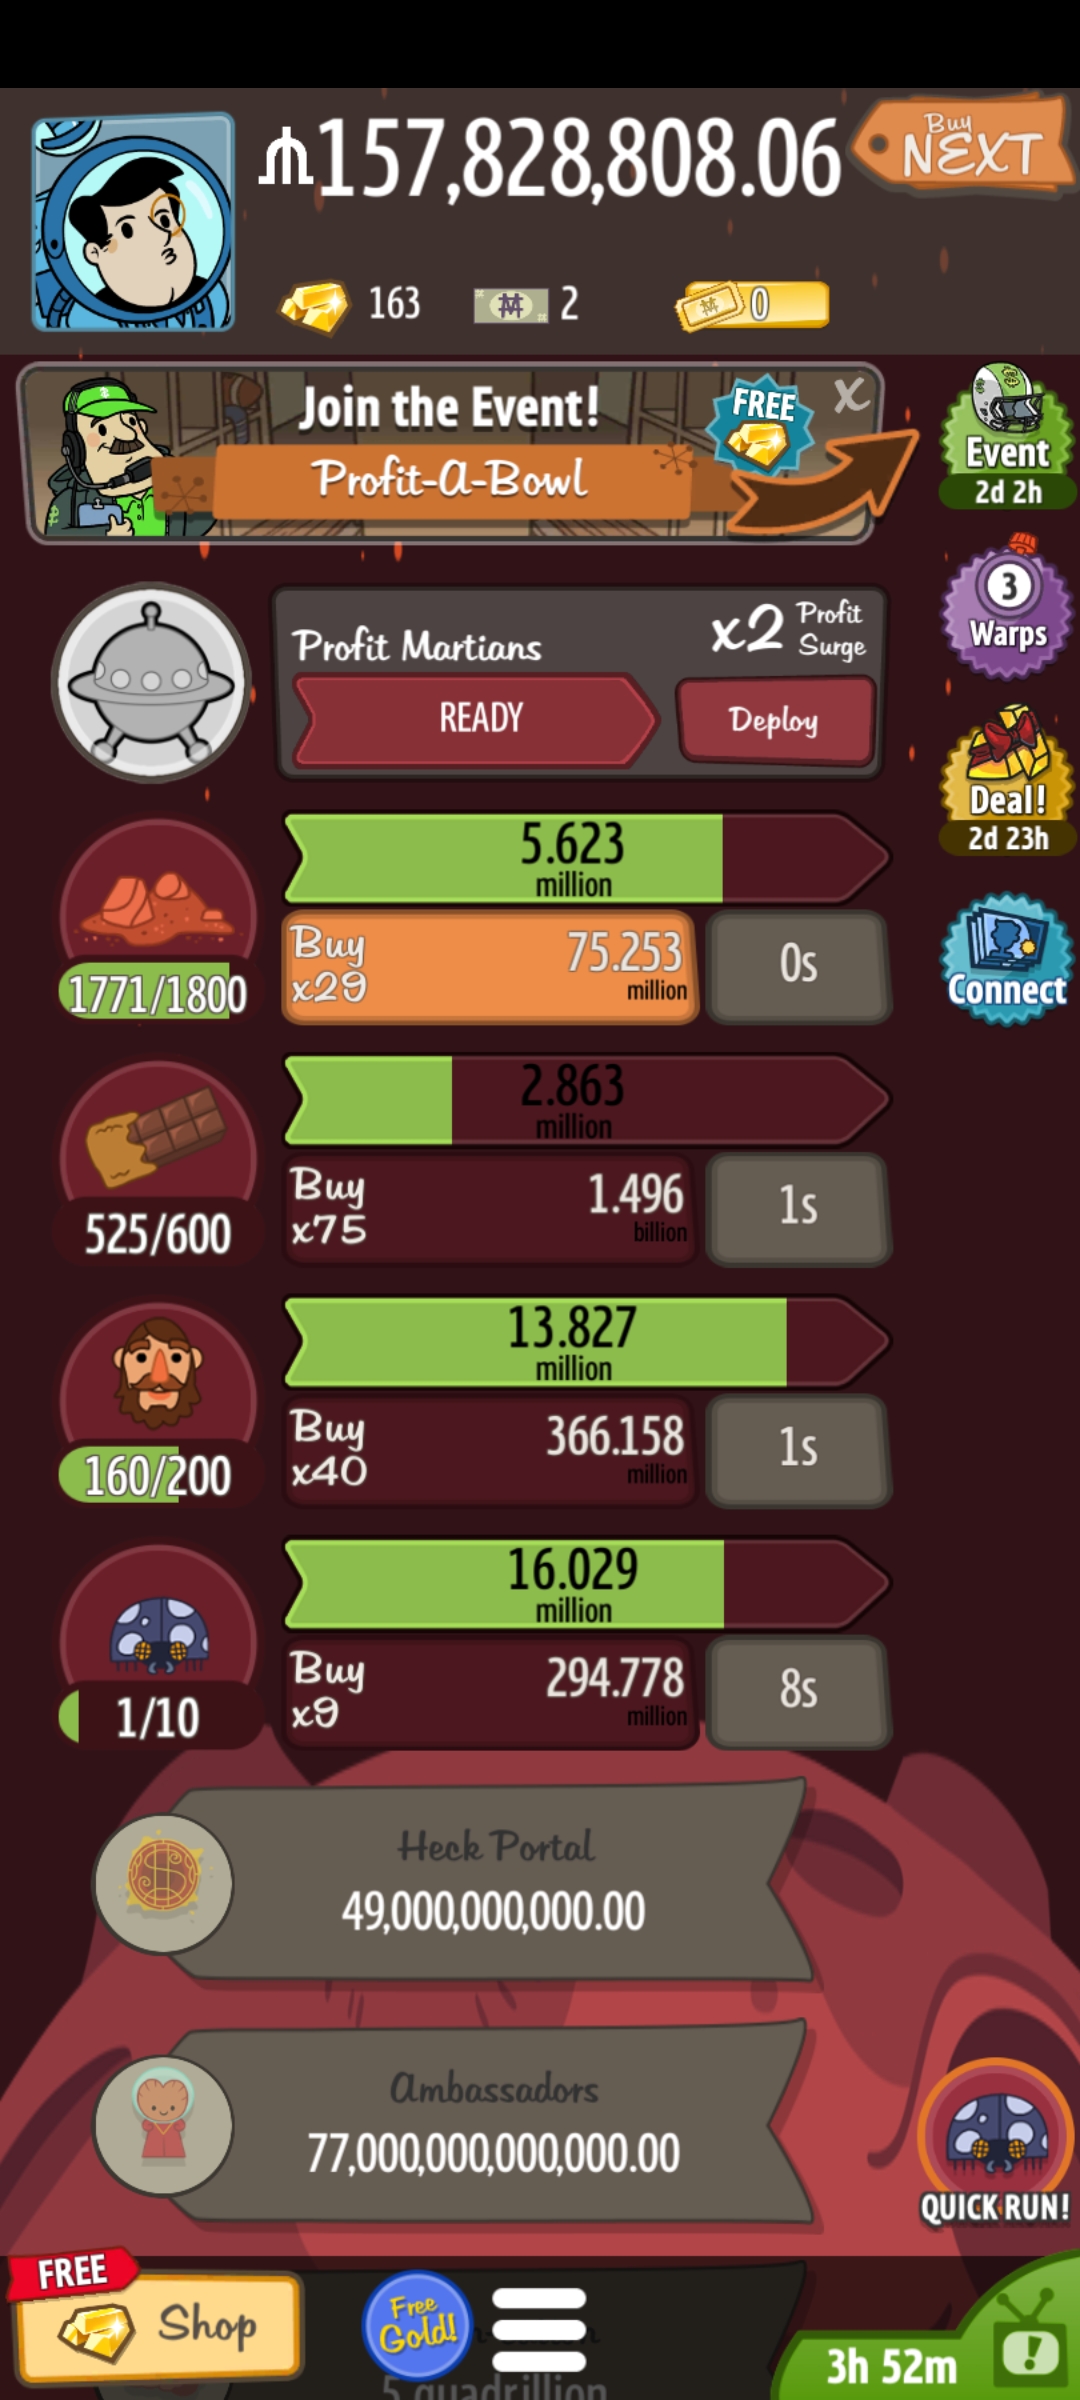 ₼157,828,808.06
Buy
NEXT
163
2
0
Join the Event!
FREE
X
Profit-A-Bowl
Event
2d 2h
3
Warps
Profit Martians
x2 Profit
Surge
READY
Deploy
Deal!
2d 23h
5.623
million
Buy
x29
75.253
million
0s
1771/1800
Connect
2.863
million
Buy
x75
1.496
billion
1s
525/600
13.827
million
Buy
x40
366.158
million
1s
160/200
16.029
million
Buy
x9
294.778
million
8s
1/10
Heck Portal
49,000,000,000.00
Ambassadors
77,000,000,000,000.00
QUICK RUN!
FREE
Shop
Free
Gold!
5 quadrillion
3h 52m
!